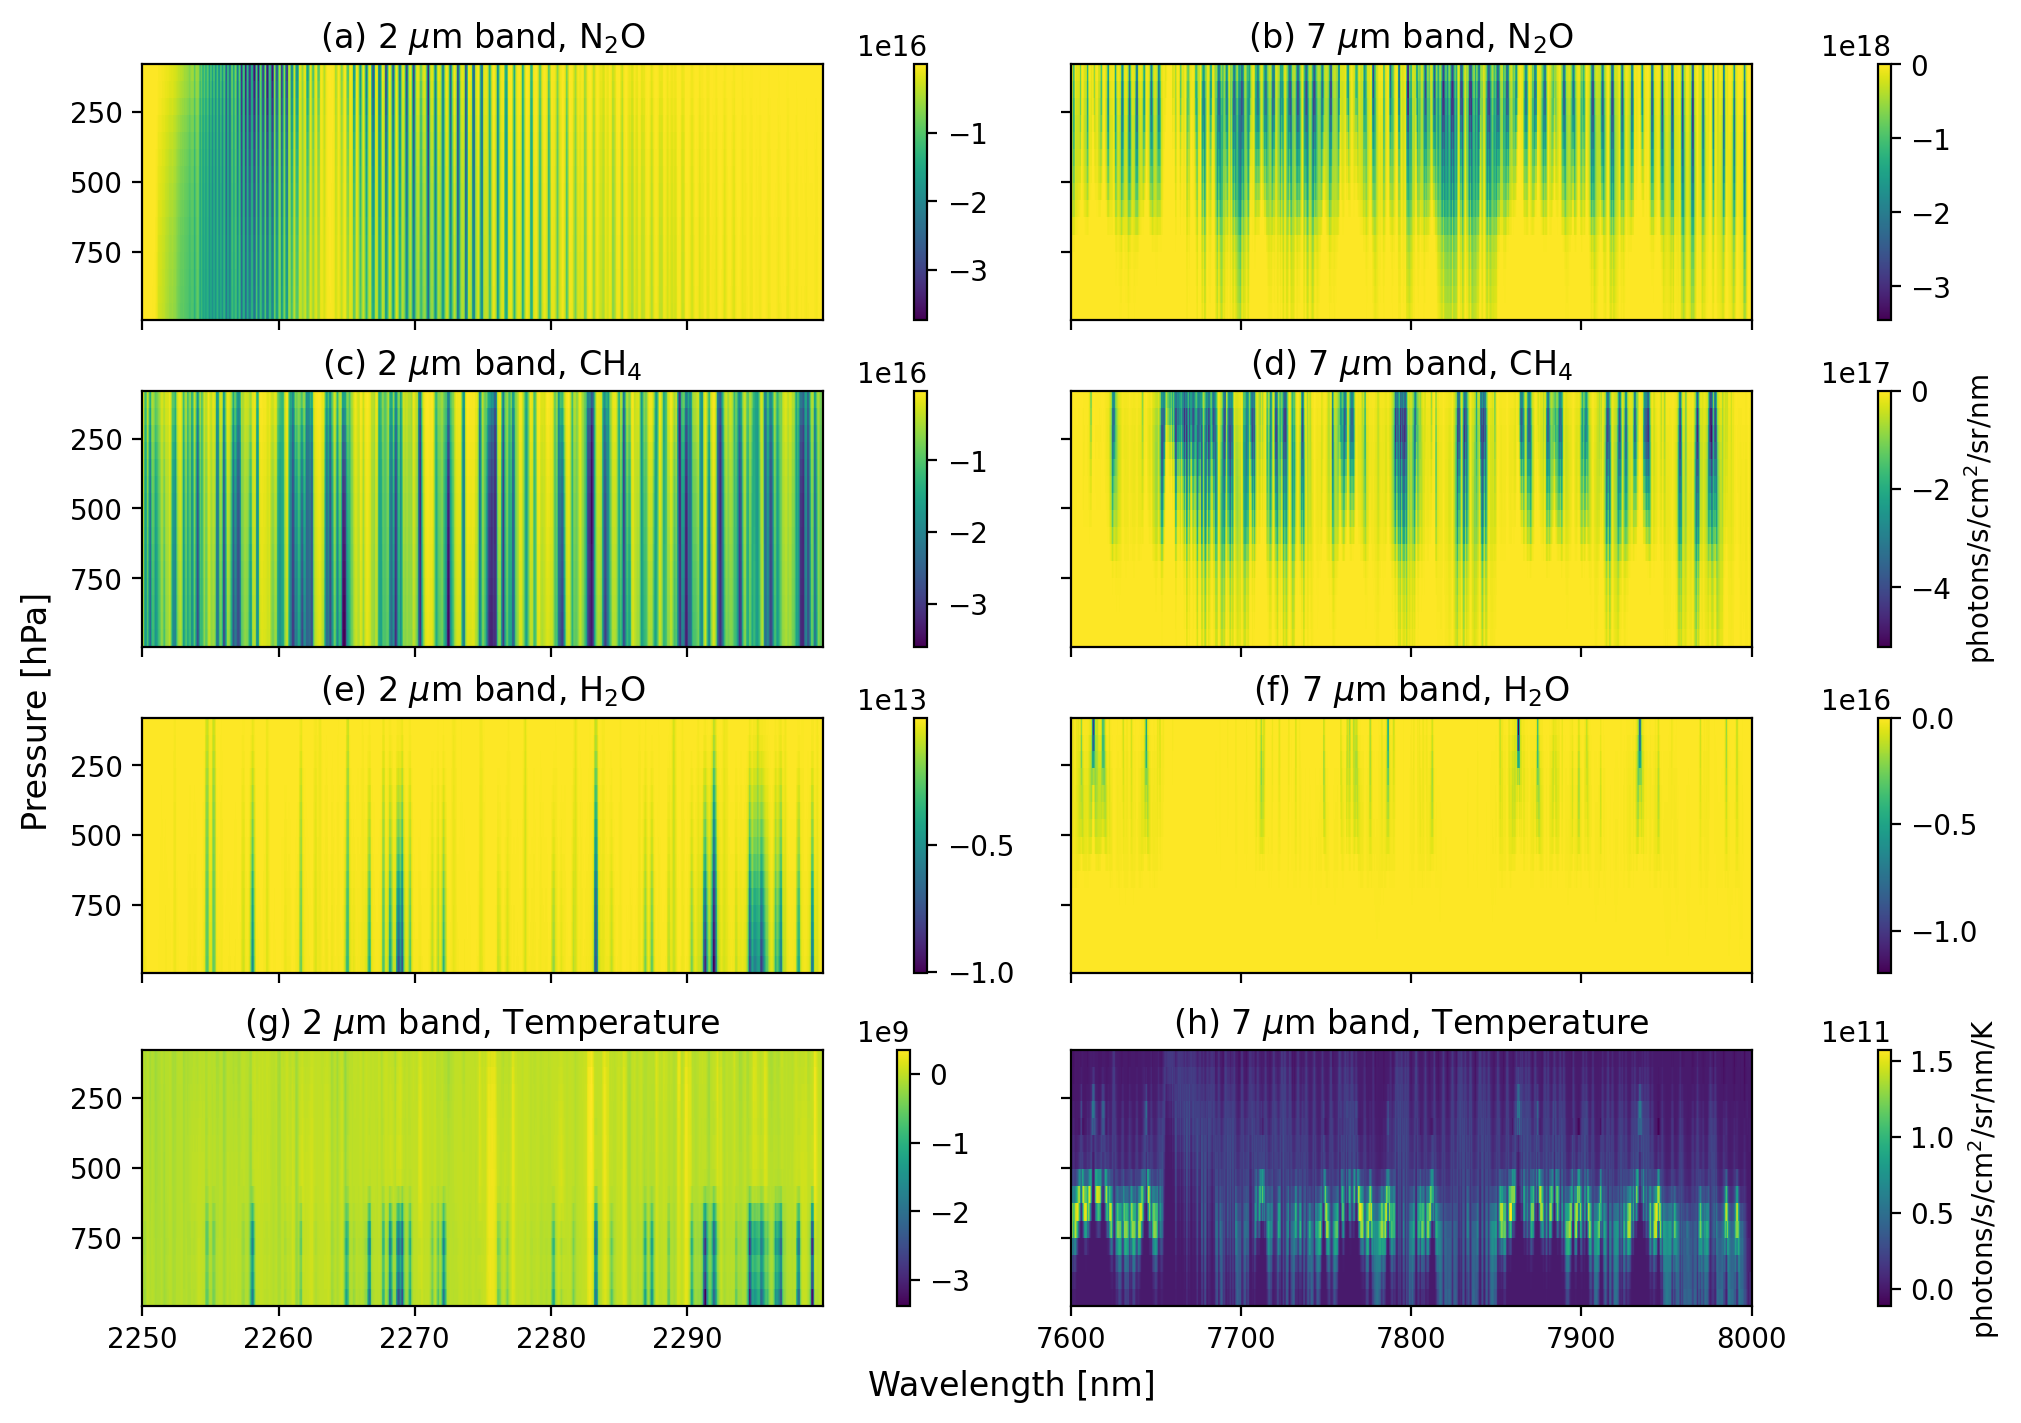 (a) 2 μm band, N₂O
1e16
250
500
750
−1
−2
−3
(b) 7 μm band, N₂O
1e18
0
−1
−2
−3
(c) 2 μm band, CH₄
1e16
250
500
750
−1
−2
−3
(d) 7 μm band, CH₄
1e17
0
−2
−4
photons/s/cm²/sr/nm
Pressure [hPa]
(e) 2 μm band, H₂O
1e13
250
500
750
−0.5
−1.0
(f) 7 μm band, H₂O
1e16
0.0
−0.5
−1.0
(g) 2 μm band, Temperature
1e9
250
500
750
0
−1
−2
−3
2250
2260
2270
2280
2290
(h) 7 μm band, Temperature
1e11
1.5
1.0
0.5
0.0
photons/s/cm²/sr/nm/K
7600
7700
7800
7900
8000
Wavelength [nm]